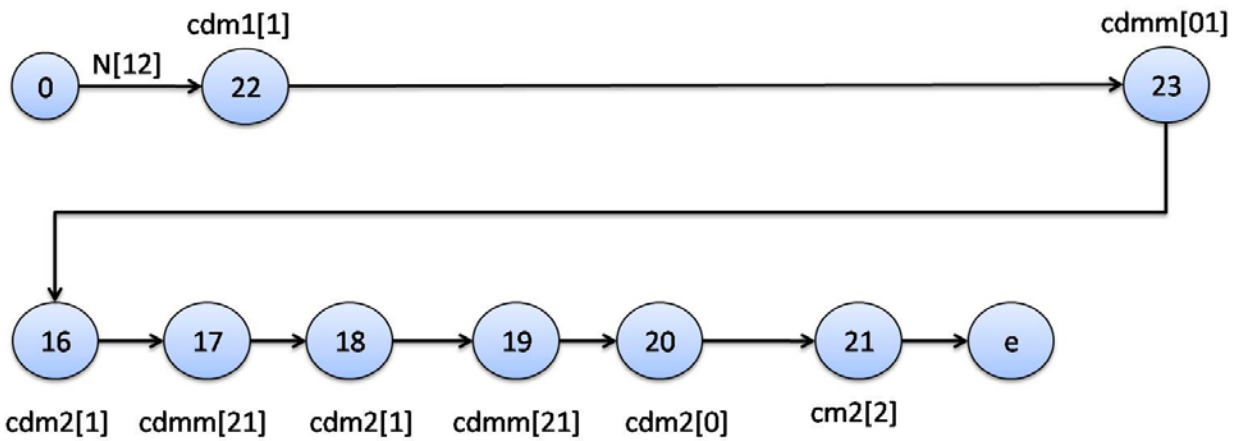 cdm1[1] cdmm[01]
0 N[12] 22 23
16 17 18 19 20 21 e
cdm2[1] cdmm[21] cdm2[1] cdmm[21] cdm2[0] cm2[2]